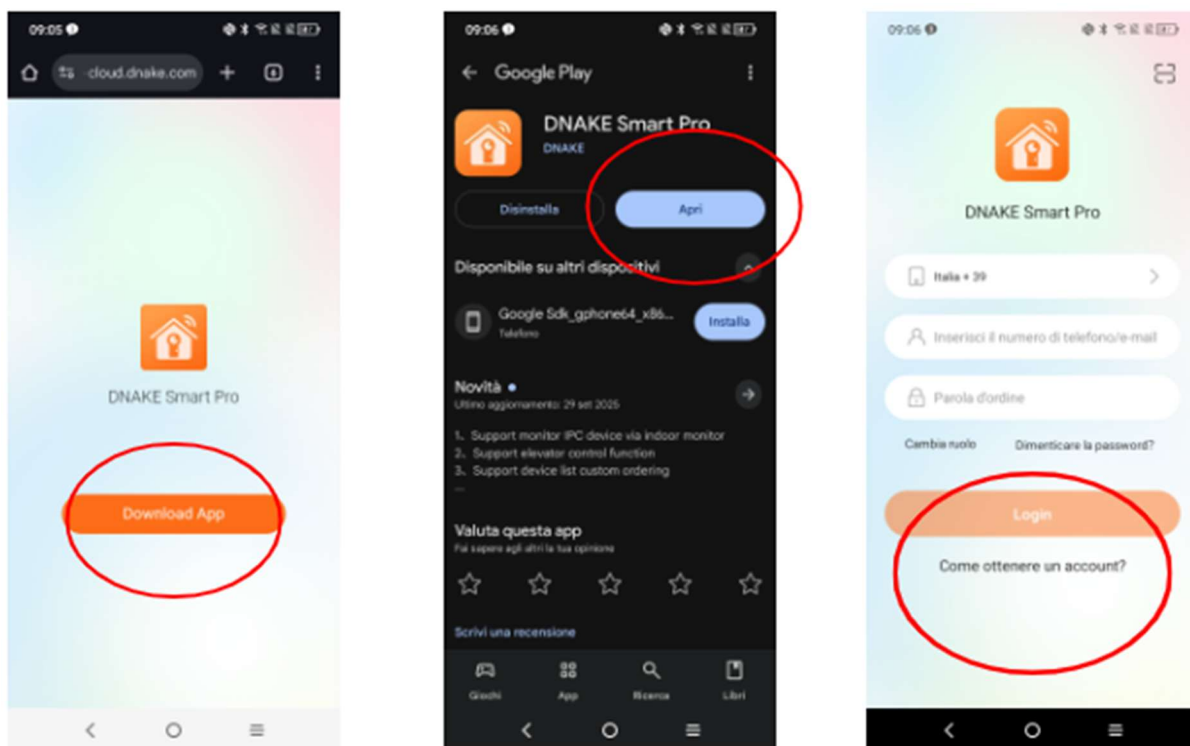 09:05
cloud.dnake.com
DNAKE Smart Pro
Download App
09:06
Google Play
DNAKE Smart Pro
DNAKE
Disinstalla
Apri
Disponibile su altri dispositivi
Google Sdk_gphone64_x86...
Telefono
Installa
Novità
Ultimo aggiornamento: 29 set 2025
1. Support monitor IPC device via indoor monitor
2. Support elevator control function
3. Support device list custom ordering
...
Valuta questa app
Fai sapere agli altri la tua opinione
Scrivi una recensione
Giochi
App
Ricerca
Libri
09:06
DNAKE Smart Pro
Italia + 39
Inserisci il numero di telefono/e-mail
Parola d'ordine
Cambia ruolo
Dimenticare la password?
Login
Come ottenere un account?